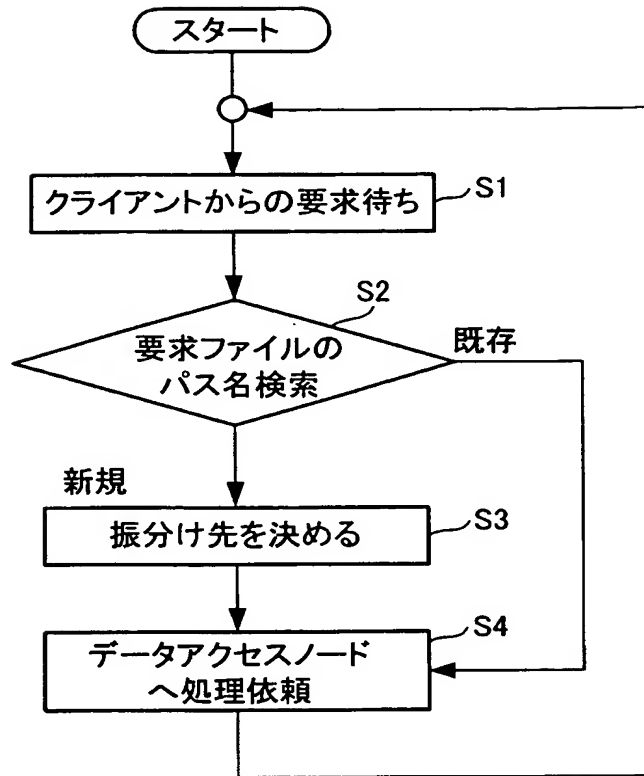 スタート
クライアントからの要求待ち
S1
S2
要求ファイルの
パス名検索
既存
新規
振分け先を決める
S3
S4
データアクセスノード
へ処理依頼